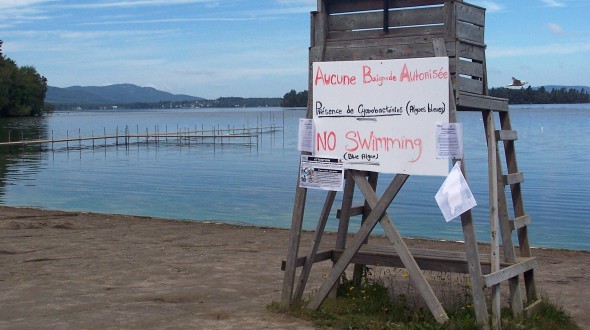 Aucune Baignade Autorisée
Présence de Cyanobactéries (Algues bleues)
No Swimming
(Blue Algae)